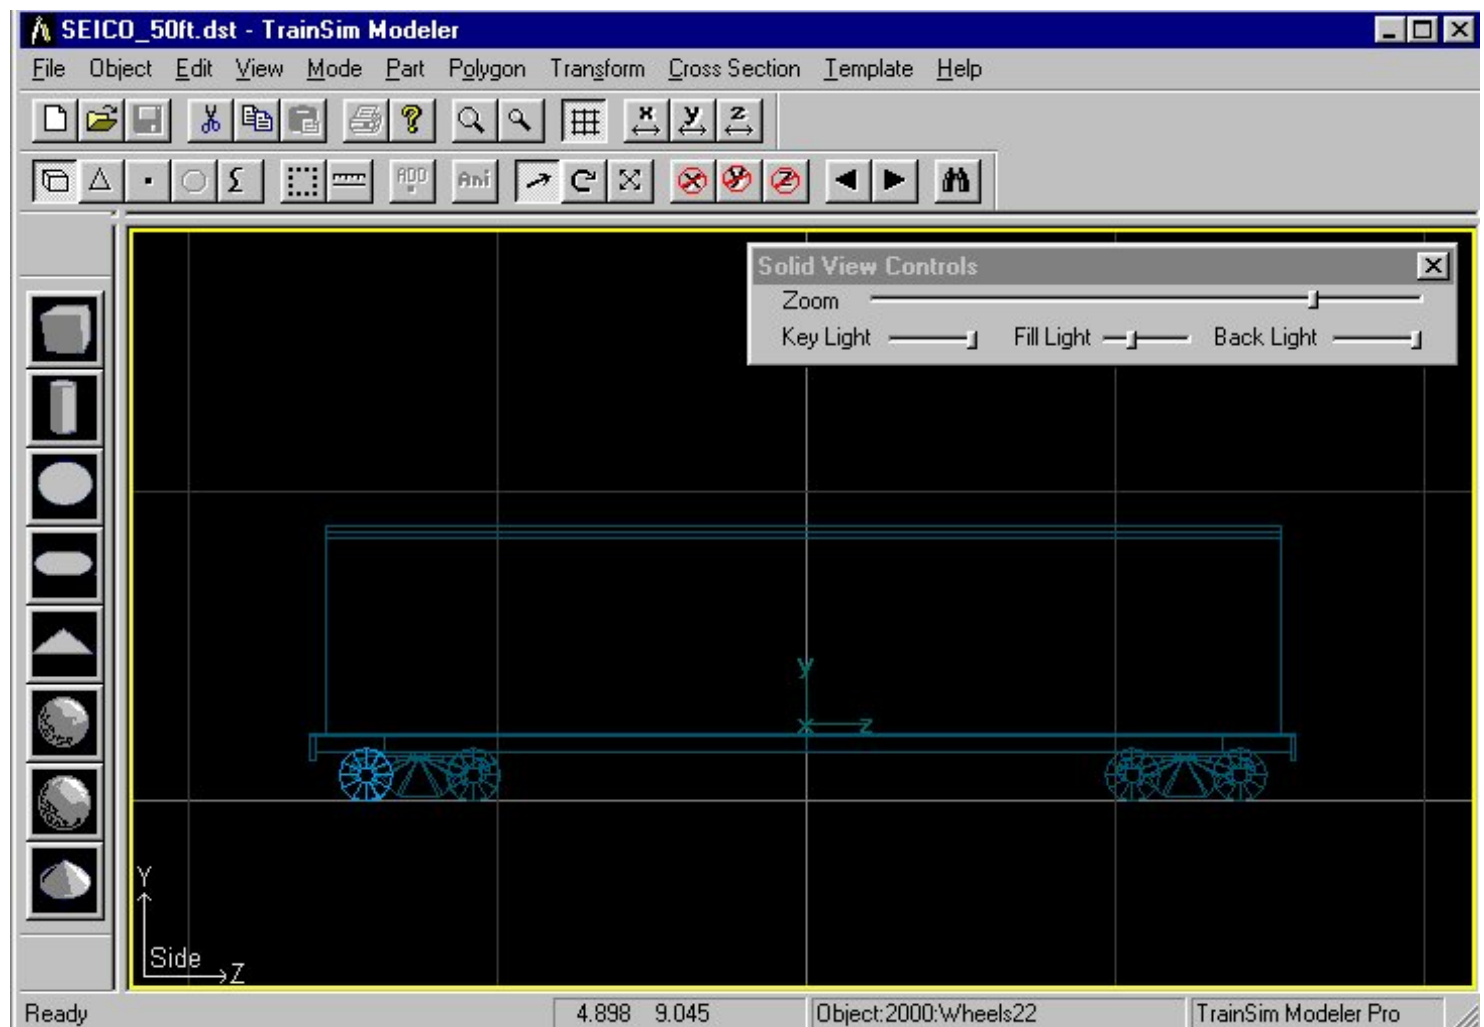 SEICO_50ft.dst - TrainSim Modeler
File Object Edit View Mode Part Polygon Transform Cross Section Template Help
x y z
ADD Ani x y z
Solid View Controls
Zoom
Key Light Fill Light Back Light
y
x z
Y
Side
Z
Ready 4.898 9.045 Object:2000:Wheels22 TrainSim Modeler Pro